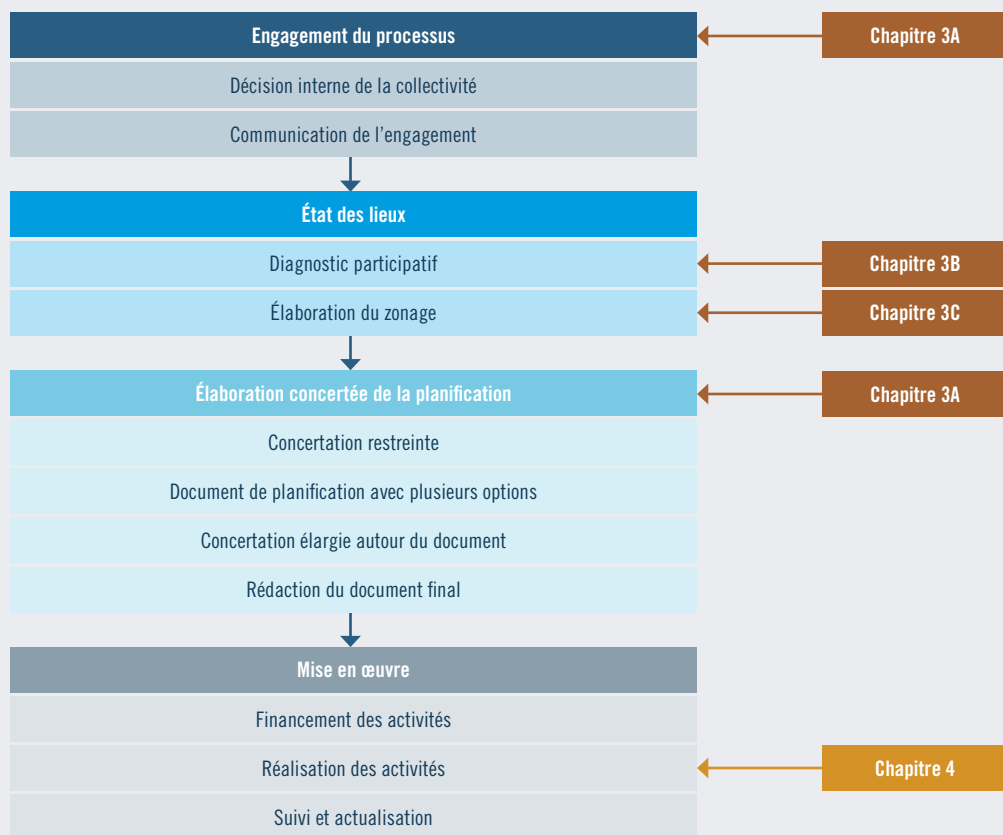 Engagement du processus
Chapitre 3A
Décision interne de la collectivité
Communication de l'engagement
État des lieux
Diagnostic participatif
Chapitre 3B
Élaboration du zonage
Chapitre 3C
Élaboration concertée de la planification
Chapitre 3A
Concertation restreinte
Document de planification avec plusieurs options
Concertation élargie autour du document
Rédaction du document final
Mise en œuvre
Financement des activités
Réalisation des activités
Chapitre 4
Suivi et actualisation